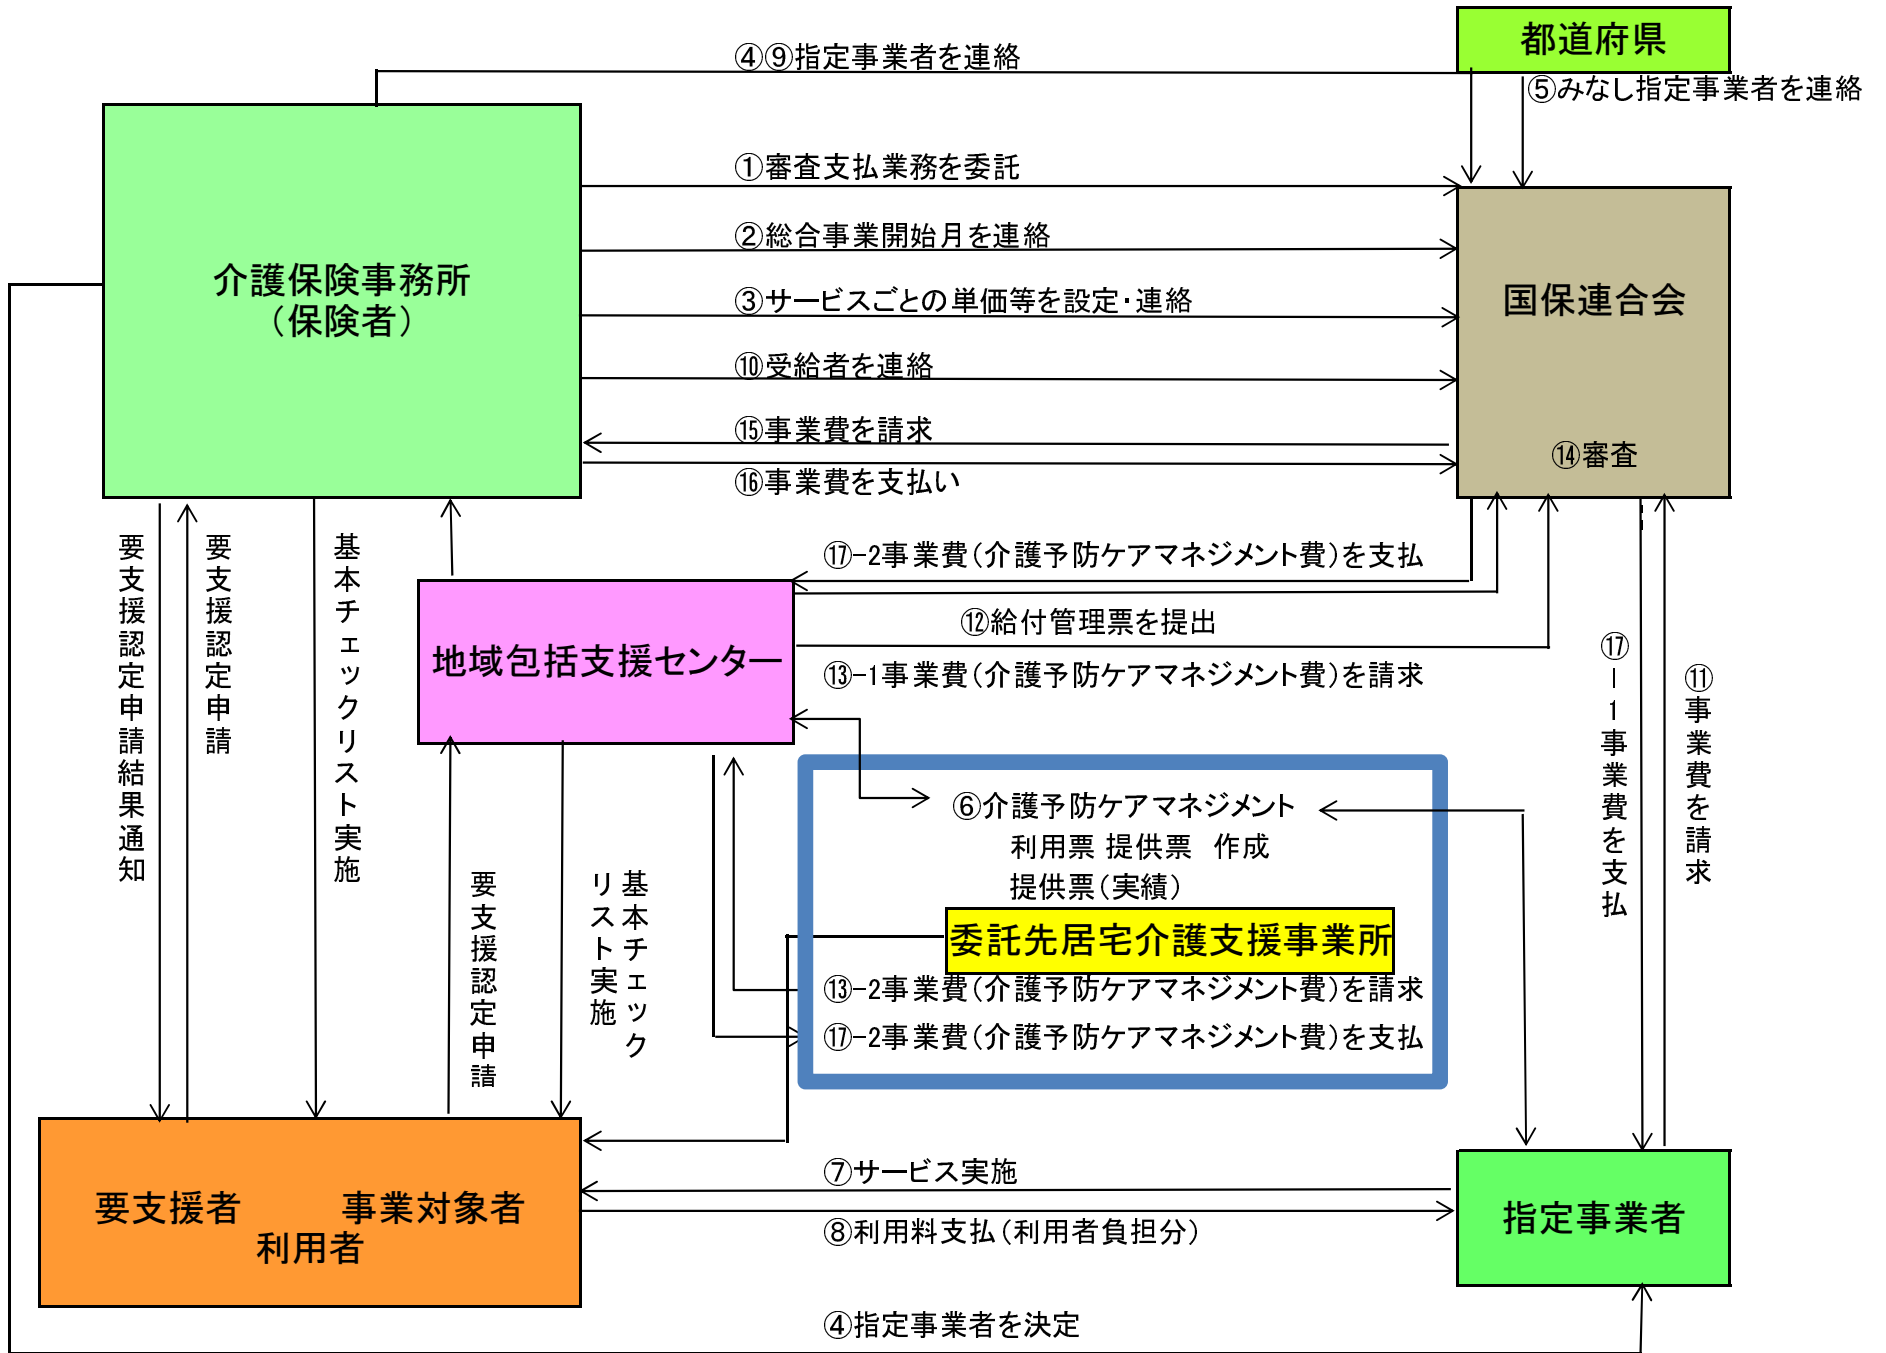 都道府県
④⑨指定事業者を連絡
⑤みなし指定事業者を連絡
①審査支払業務を委託
②総合事業開始月を連絡
介護保険事務所
（保険者）
③サービスごとの単価等を設定・連絡
国保連合会
⑩受給者を連絡
⑮事業費を請求
⑭審査
⑯事業費を支払い
要支援認定申請結果通知
要支援認定申請
基本チェックリスト実施
⑰-2事業費（介護予防ケアマネジメント費）を支払
⑫給付管理票を提出
地域包括支援センター
⑬-1事業費（介護予防ケアマネジメント費）を請求
⑰－1事業費を支払
⑪事業費を請求
⑥介護予防ケアマネジメント
利用票 提供票　作成
提供票（実績）
要支援認定申請
基本チェック
リスト実施
委託先居宅介護支援事業所
⑬-2事業費（介護予防ケアマネジメント費）を請求
⑰-2事業費（介護予防ケアマネジメント費）を支払
⑦サービス実施
要支援者　　　事業対象者
利用者
⑧利用料支払（利用者負担分）
指定事業者
④指定事業者を決定